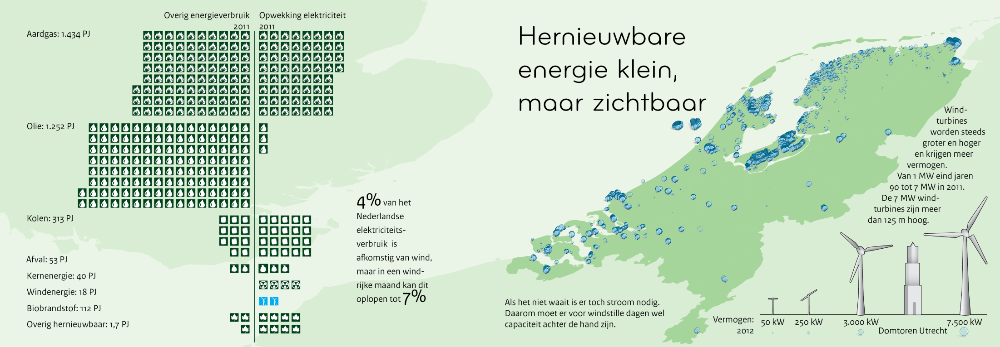 Overig energieverbruik
2011
Opwekking elektriciteit
2011
Aardgas: 1.434 PJ
Olie: 1.252 PJ
Kolen: 313 PJ
Afval: 53 PJ
Kernenergie: 40 PJ
Windenergie: 18 PJ
Biobrandstof: 112 PJ
Overig hernieuwbaar: 1,7 PJ
4% van het
Nederlandse
elektriciteits-
verbruik is
afkomstig van wind,
maar in een wind-
rijke maand kan dit
oplopen tot 7%
Hernieuwbare
energie klein,
maar zichtbaar
Wind-
turbines
worden steeds
groter en hoger
en krijgen meer
vermogen.
Van 1 MW eind jaren
90 tot 7 MW in 2011.
De 7 MW wind-
turbines zijn meer
dan 125 m hoog.
Als het niet waait is er toch stroom nodig.
Daarom moet er voor windstille dagen wel
capaciteit achter de hand zijn.
Vermogen:
2012
50 kW
250 kW
3.000 kW
Domtoren Utrecht
7.500 kW